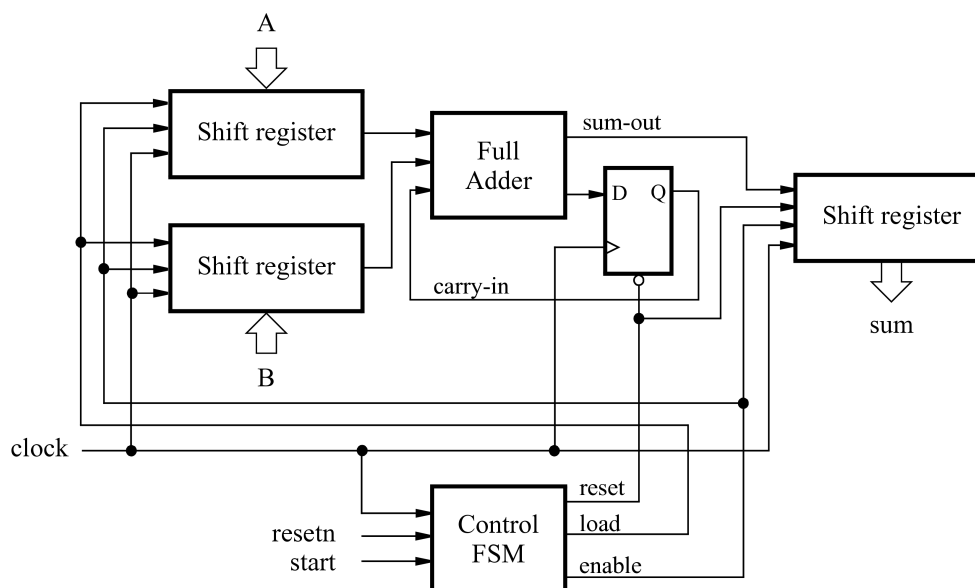 A
Shift register
Full
Adder
sum-out
D
Q
Shift register
Shift register
carry-in
sum
B
clock
reset
Control
FSM
load
resetn
start
enable